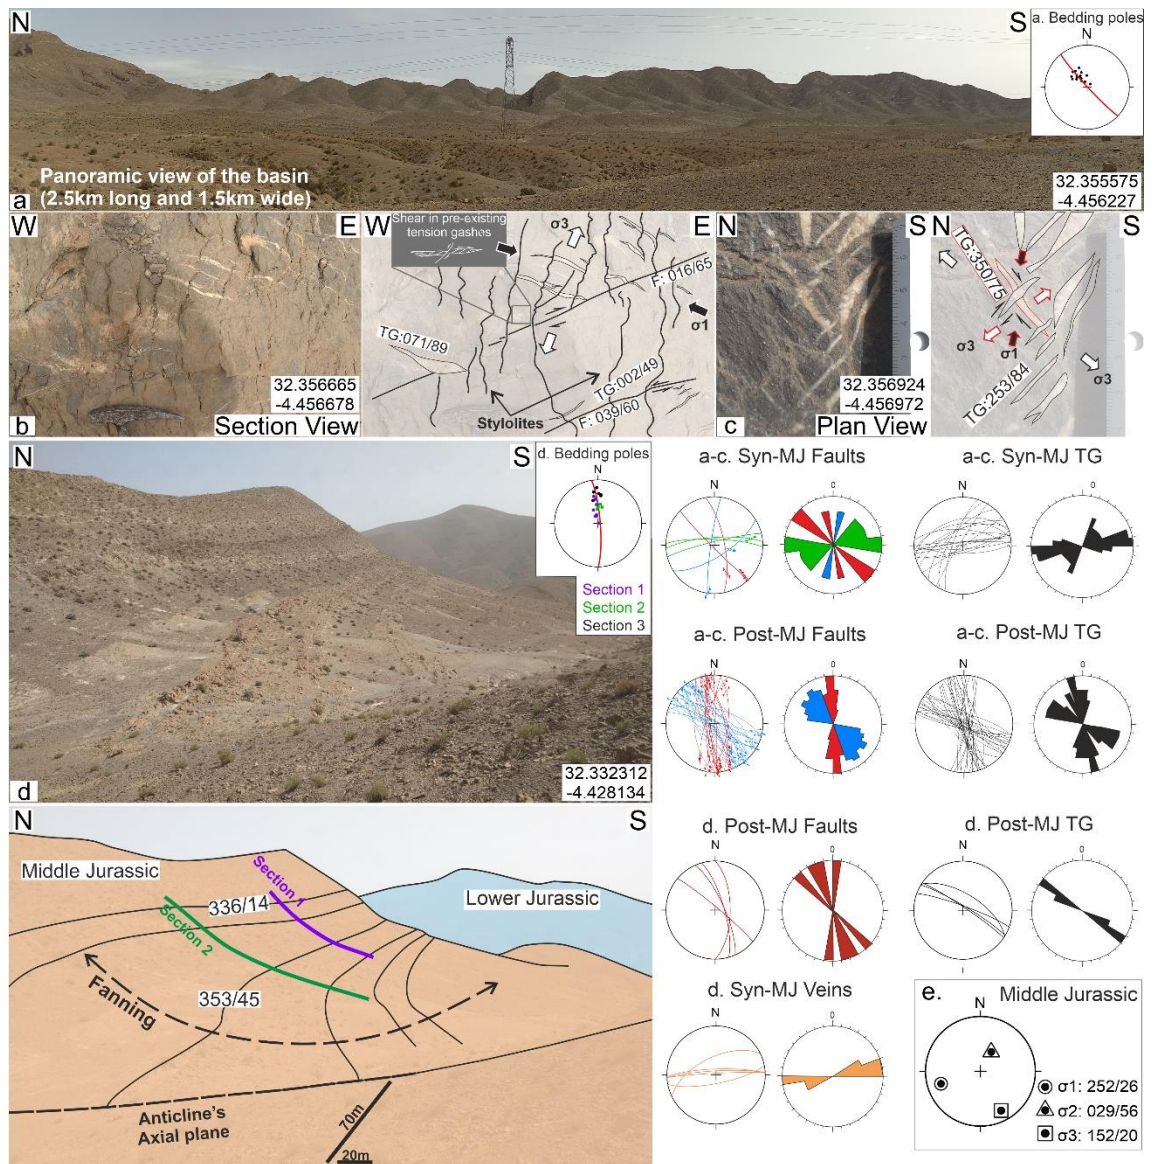 N
S
a. Bedding poles
N
Panoramic view of the basin
(2.5km long and 1.5km wide)
a
32.355575
-4.456227
W
E
32.356665
-4.456678
b
Section View
W
E
Shear in pre-existing
tension gashes
σ3
F: 016/65
σ1
TG:071/89
TG:002/49
F: 039/60
Stylolites
N
S
32.356924
-4.456972
c
Plan View
N
S
TG:350/75
σ3
σ1
σ3
TG:253/84
N
S
d. Bedding poles
N
Section 1
Section 2
Section 3
d
32.332312
-4.428134
a-c. Syn-MJ Faults
N
0
a-c. Syn-MJ TG
N
0
a-c. Post-MJ Faults
N
0
a-c. Post-MJ TG
N
0
d. Post-MJ Faults
N
0
d. Post-MJ TG
N
0
d. Syn-MJ Veins
N
0
N
S
Middle Jurassic
Section 1
336/14
Lower Jurassic
Section 2
353/45
Fanning
Anticline's
Axial plane
70m
20m
e.
Middle Jurassic
N
σ1: 252/26
σ2: 029/56
σ3: 152/20